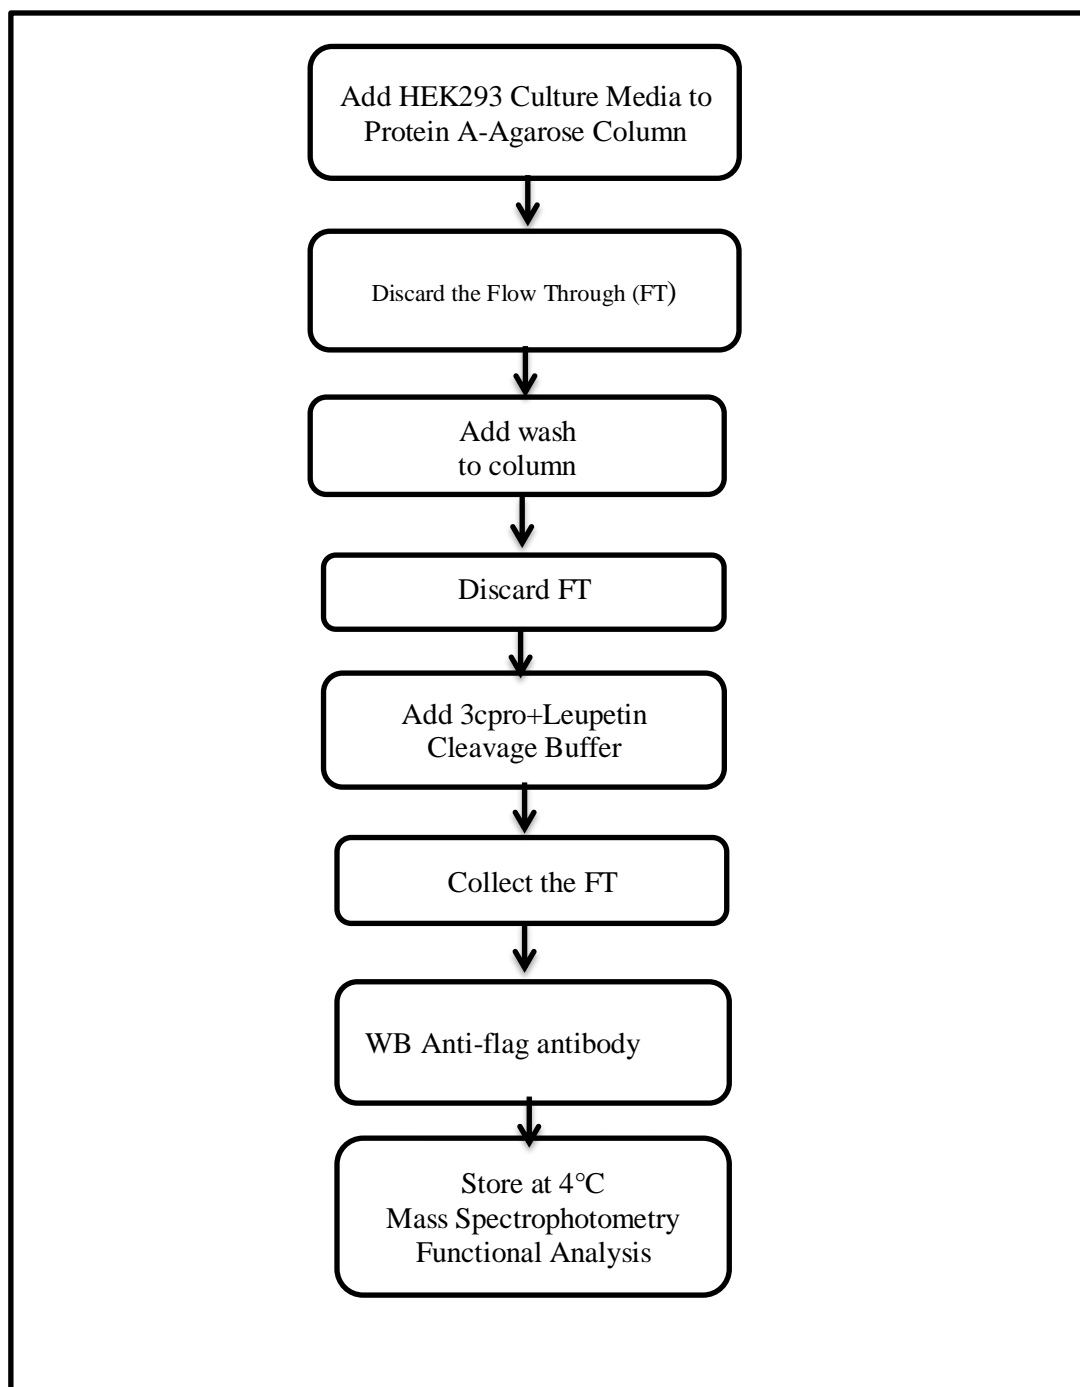 Add HEK293 Culture Media to
Protein A-Agarose Column
Discard the Flow Through (FT)
Add wash
to column
Discard FT
Add 3cpro+Leupetin
Cleavage Buffer
Collect the FT
WB Anti-flag antibody
Store at 4°C
Mass Spectrophotometry
Functional Analysis